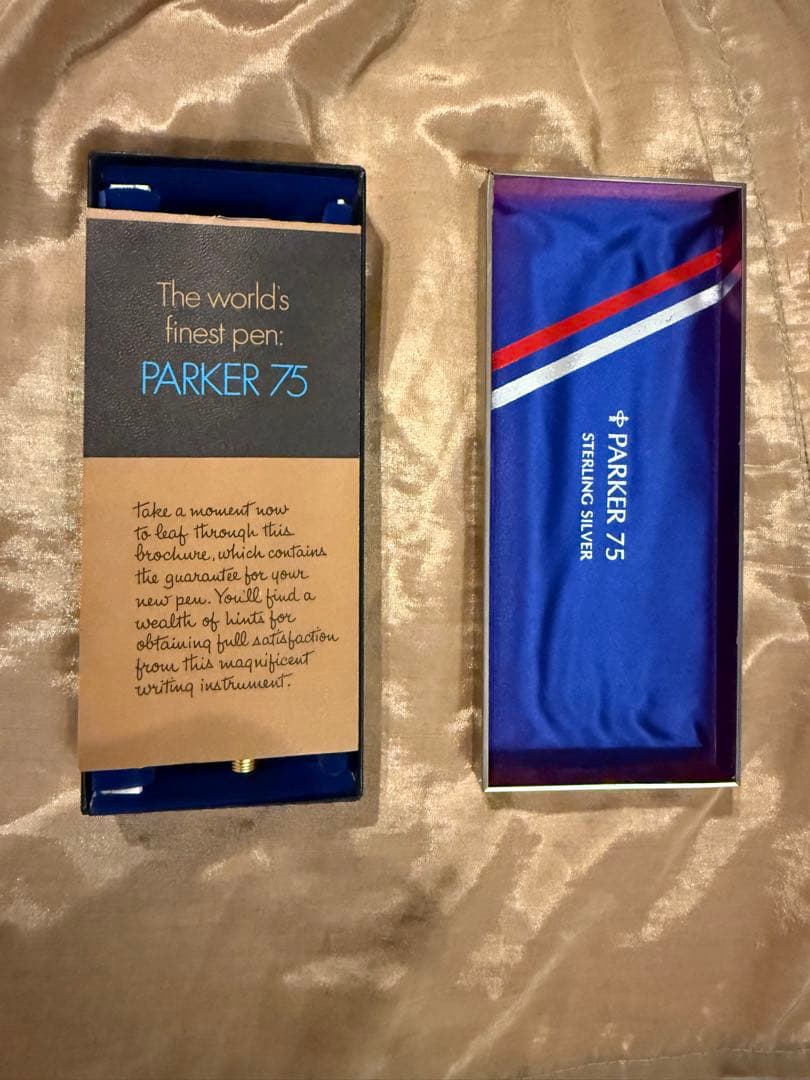 The world's
finest pen:
PARKER 75
Take a moment now
to leaf through this
brochure, which contains
the guarantee for your
new pen. You'll find a
wealth of hints for
obtaining full satisfaction
from this magnificent
writing instrument.
PARKER 75
STERLING SILVER